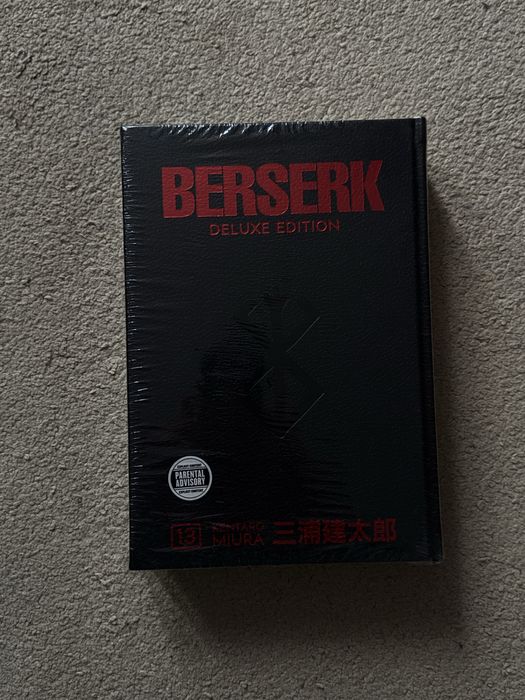 BERSERK
DELUXE EDITION
PARENTAL
ADVISORY
13
KENTARO
MIURA 三浦建太郎